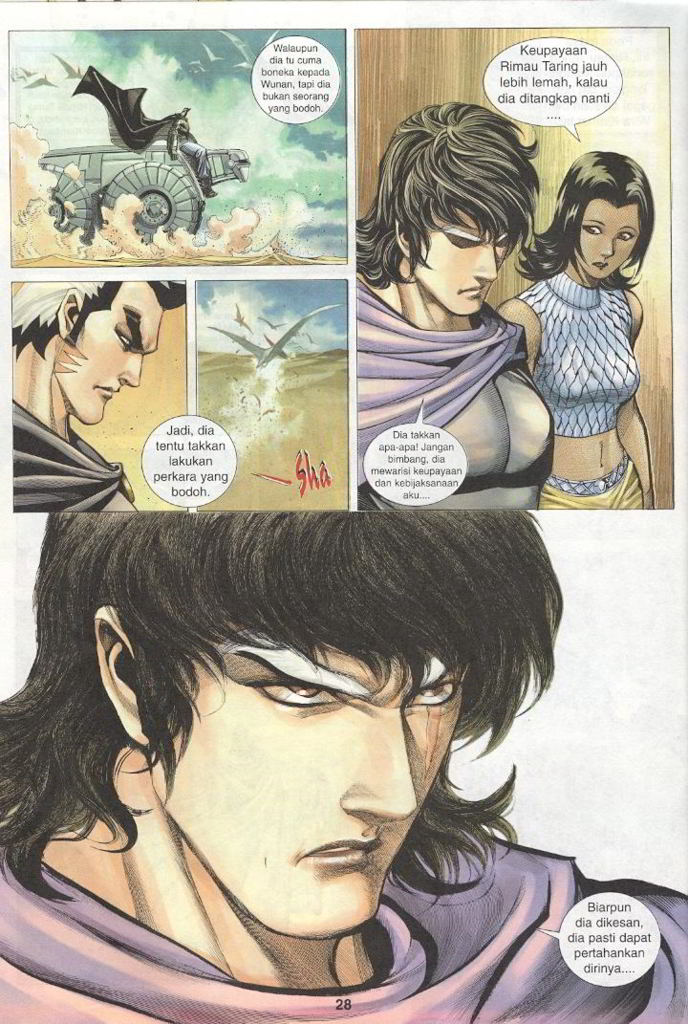 Walaupun
dia tu cuma
boneka kepada
Wunan, tapi dia
bukan seorang
yang bodoh.
Keupayaan
Rimau Taring jauh
lebih lemah, kalau
dia ditangkap nanti
....
Dia takkan
apa-apa! Jangan
bimbang, dia
mewarisi keupayaan
dan kebijaksanaan
aku....
Jadi, dia
tentu takkan
lakukan
perkara yang
bodoh.
Sha
Biarpun
dia dikesan,
dia pasti dapat
pertahankan
dirinya....
28